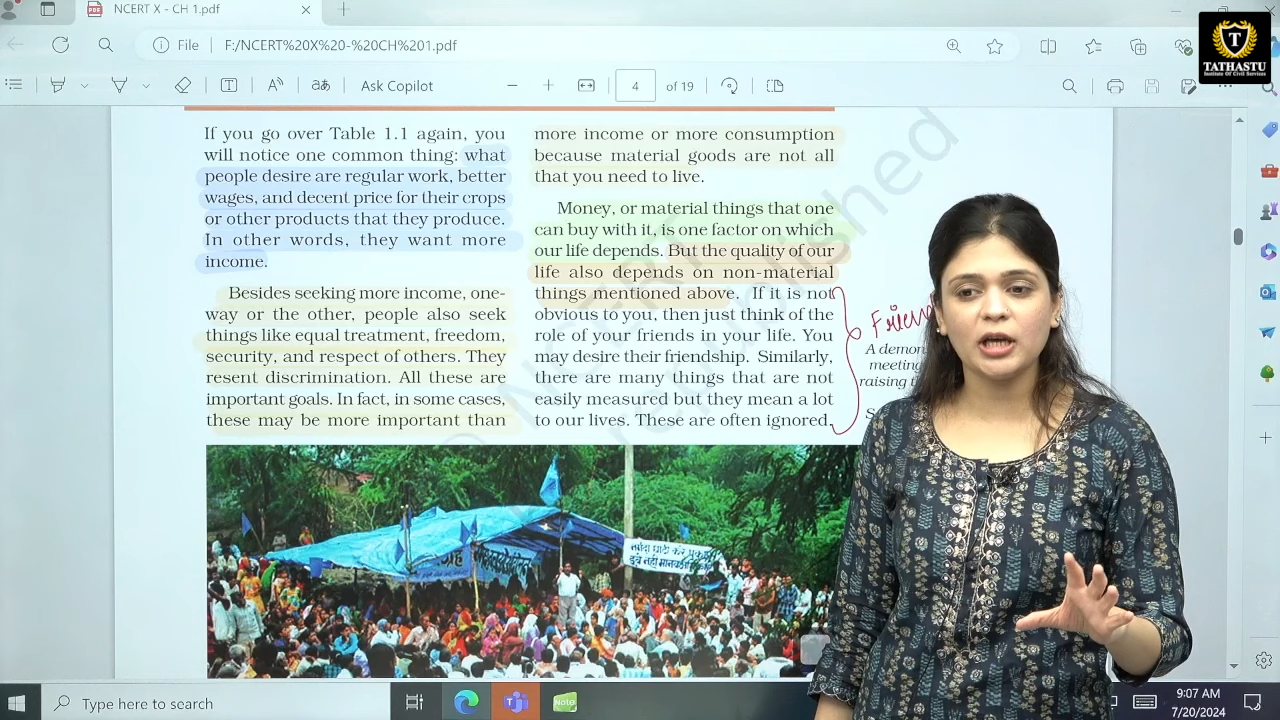 NCERT X - CH 1.pdf
File
F:/NCERT%20X%20-%20CH%201.pdf
T
TATHASTU
Institute Of Civil Services
aあ
Ask Copilot
4
of 19
If you go over Table 1.1 again, you
will notice one common thing: what
people desire are regular work, better
wages, and decent price for their crops
or other products that they produce.
In other words, they want more
income.
Besides seeking more income, one-
way or the other, people also seek
things like equal treatment, freedom,
security, and respect of others. They
resent discrimination. All these are
important goals. In fact, in some cases,
these may be more important than
more income or more consumption
because material goods are not all
that you need to live.
Money, or material things that one
can buy with it, is one factor on which
our life depends. But the quality of our
life also depends on non-material
things mentioned above. If it is not
obvious to you, then just think of the
role of your friends in your life. You
may desire their friendship. Similarly,
there are many things that are not
easily measured but they mean a lot
to our lives. These are often ignored.
Friend
A demon
meeting
raising t
S
© NCERT
Type here to search
9:07 AM
7/20/2024